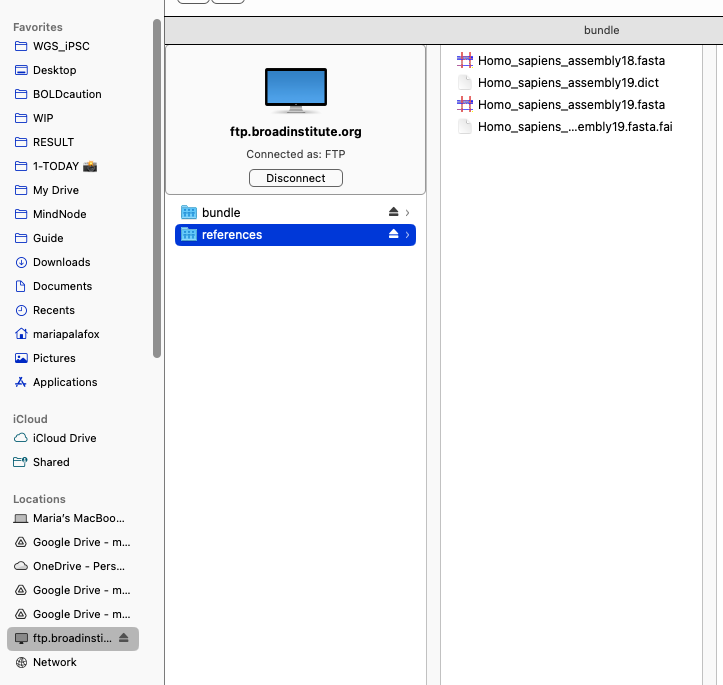 Favorites
WGS_iPSC
Desktop
BOLDcaution
WIP
RESULT
1-TODAY 📸
My Drive
MindNode
Guide
Downloads
Documents
Recents
mariapalafox
Pictures
Applications
iCloud
iCloud Drive
Shared
Locations
Maria's MacBoo...
Google Drive - m...
OneDrive - Pers...
Google Drive - m...
Google Drive - m...
ftp.broadinsti...
Network
bundle
ftp.broadinstitute.org
Connected as: FTP
Disconnect
bundle
references
Homo_sapiens_assembly18.fasta
Homo_sapiens_assembly19.dict
Homo_sapiens_assembly19.fasta
Homo_sapiens_...embly19.fasta.fai